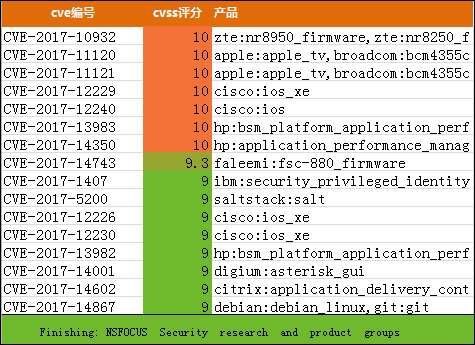 cve编号 cvss评分 产品
CVE-2017-10932 10 zte:nr8950_firmware,zte:nr8250_f
CVE-2017-11120 10 apple:apple_tv,broadcom:bcm4355c
CVE-2017-11121 10 apple:apple_tv,broadcom:bcm4355c
CVE-2017-12229 10 cisco:ios_xe
CVE-2017-12240 10 cisco:ios
CVE-2017-13983 10 hp:bsm_platform_application_perf
CVE-2017-14350 10 hp:application_performance_manag
CVE-2017-14743 9.3 faleemi:fsc-880_firmware
CVE-2017-1407 9 ibm:security_privileged_identity
CVE-2017-5200 9 saltstack:salt
CVE-2017-12226 9 cisco:ios_xe
CVE-2017-12230 9 cisco:ios_xe
CVE-2017-13982 9 hp:bsm_platform_application_perf
CVE-2017-14001 9 digium:asterisk_gui
CVE-2017-14602 9 citrix:application_delivery_cont
CVE-2017-14867 9 debian:debian_linux,git:git
Finishing: NSFOCUS Security research and product groups